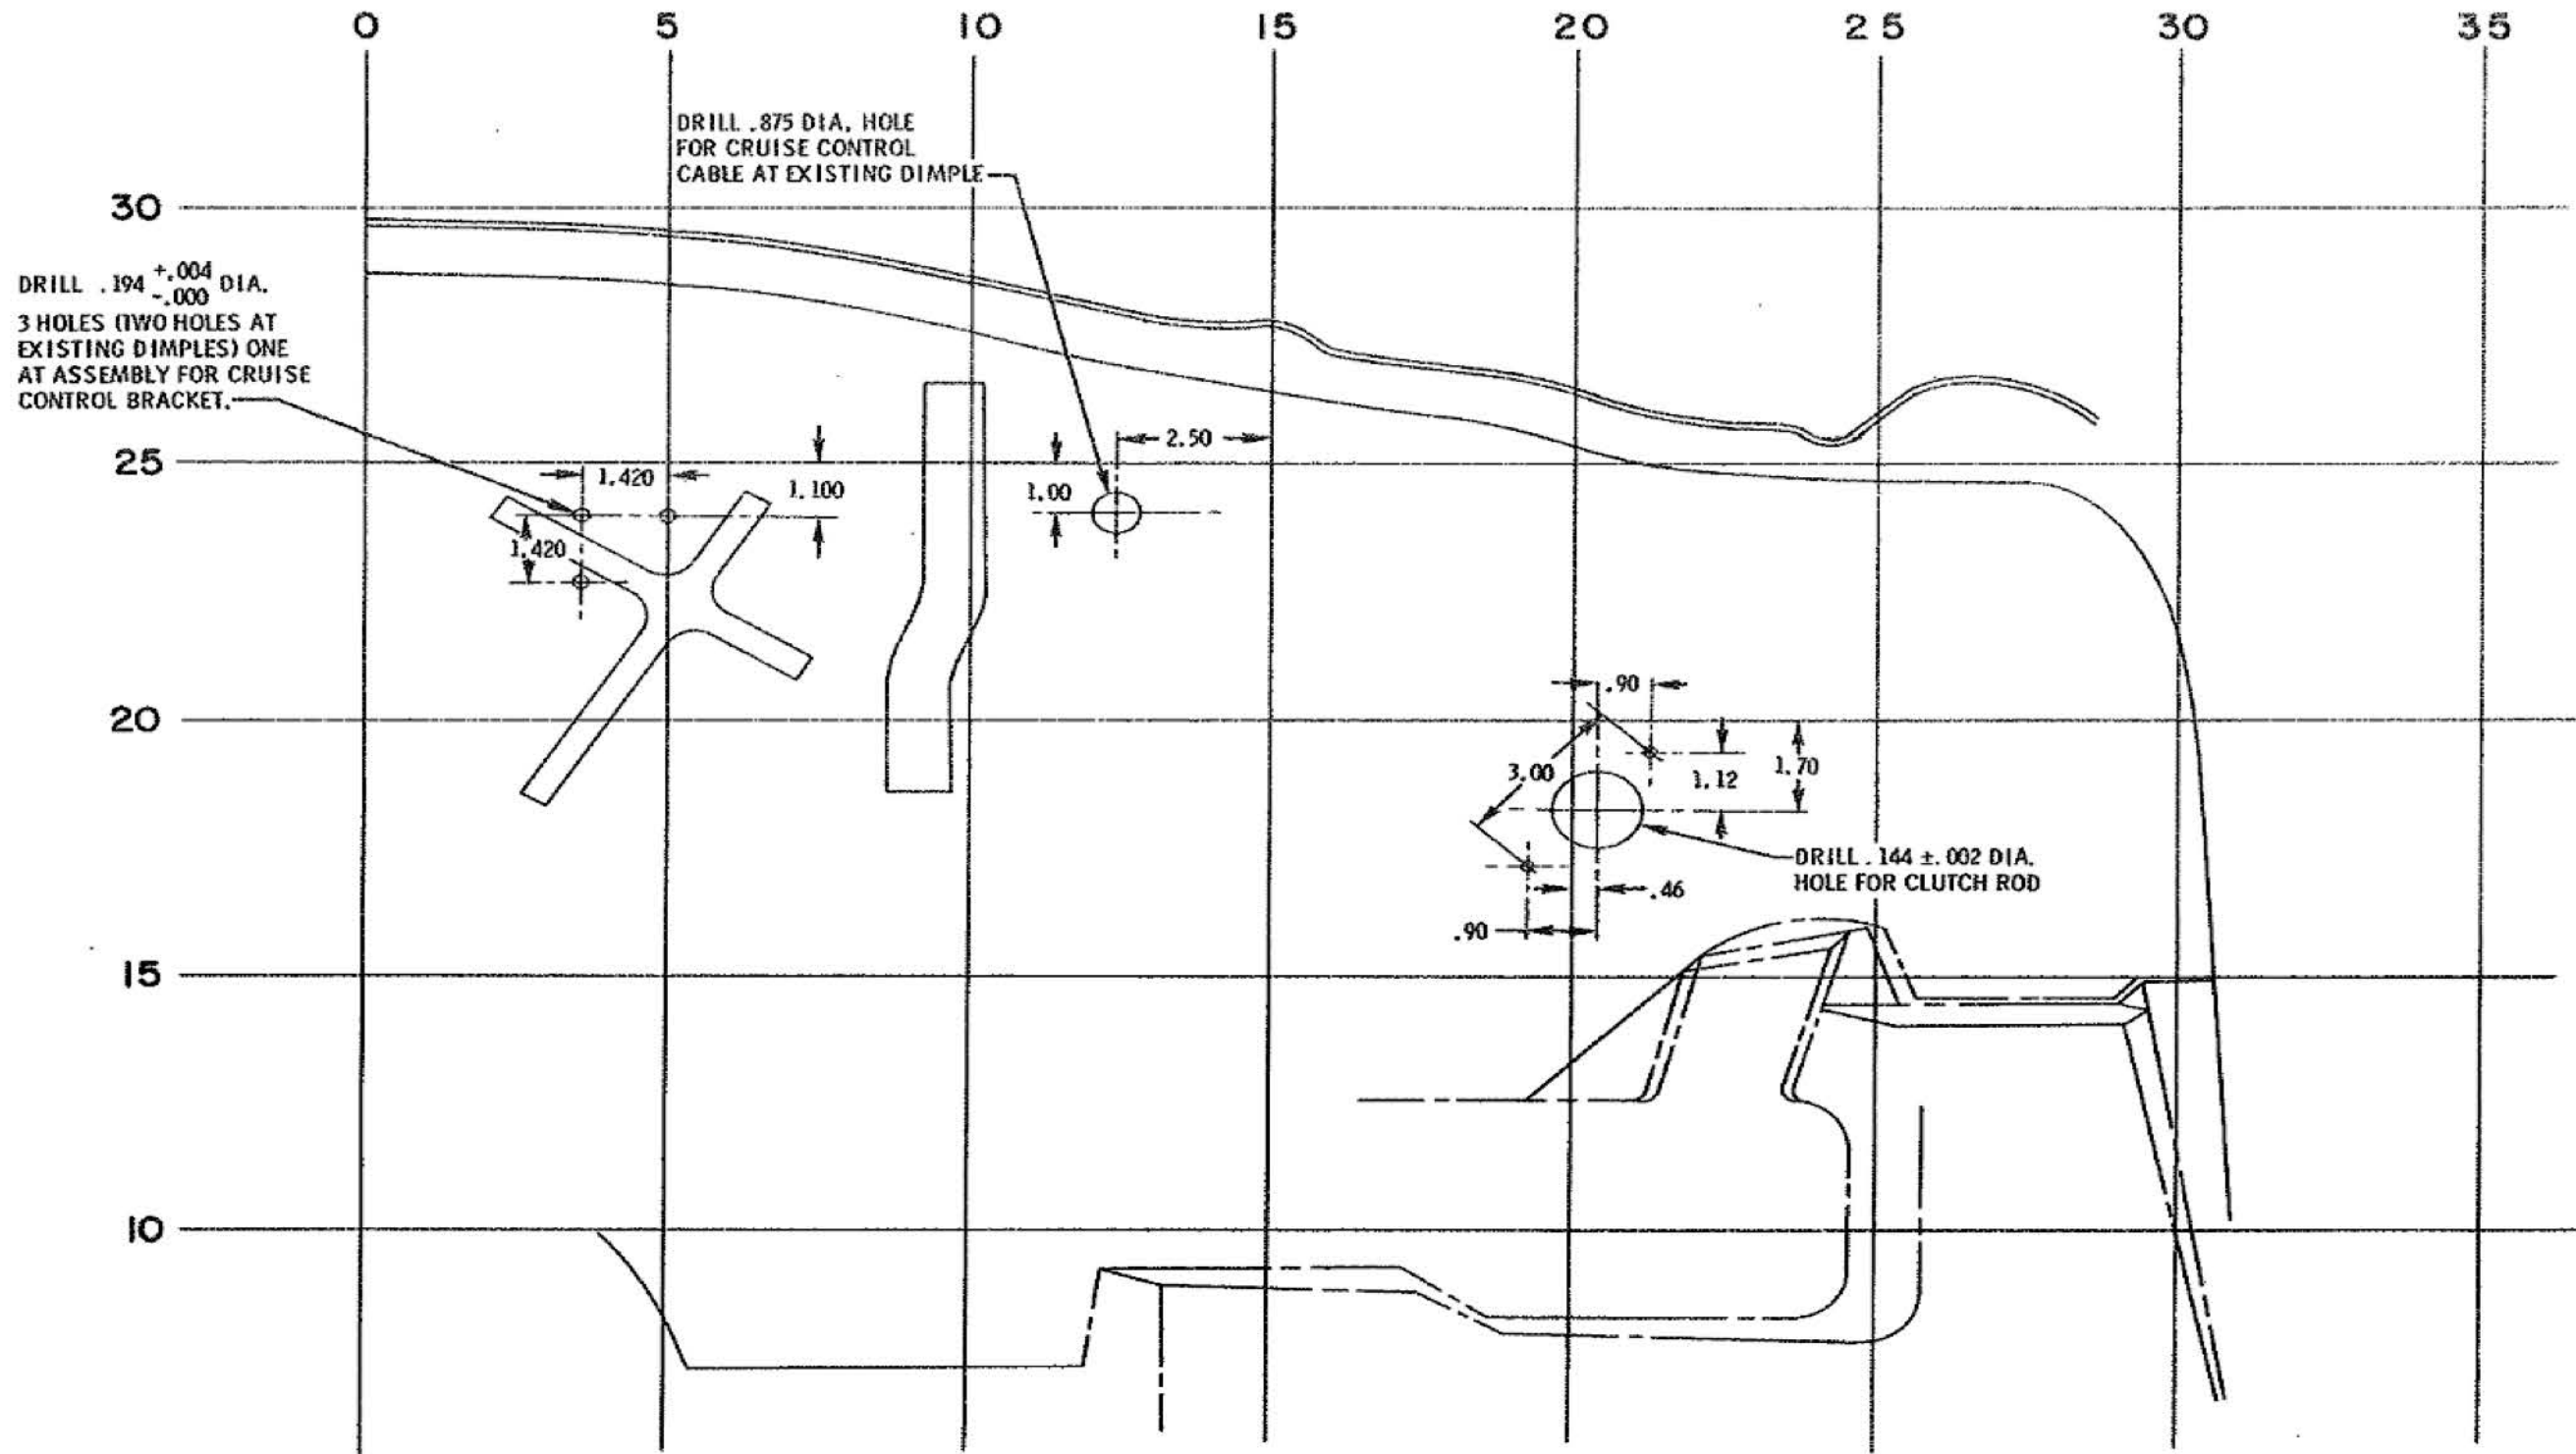 0 5 10 15 20 25 30 35
DRILL .875 DIA. HOLE
FOR CRUISE CONTROL
CABLE AT EXISTING DIMPLE
30
DRILL .194 +.004 -.000 DIA.
3 HOLES (TWO HOLES AT
EXISTING DIMPLES) ONE
AT ASSEMBLY FOR CRUISE
CONTROL BRACKET.
2.50
25
1.420
1.100
1.00
1.420
.90
20
3.00
1.12
1.70
DRILL .144 ±.002 DIA.
HOLE FOR CLUTCH ROD
.46
.90
15
10